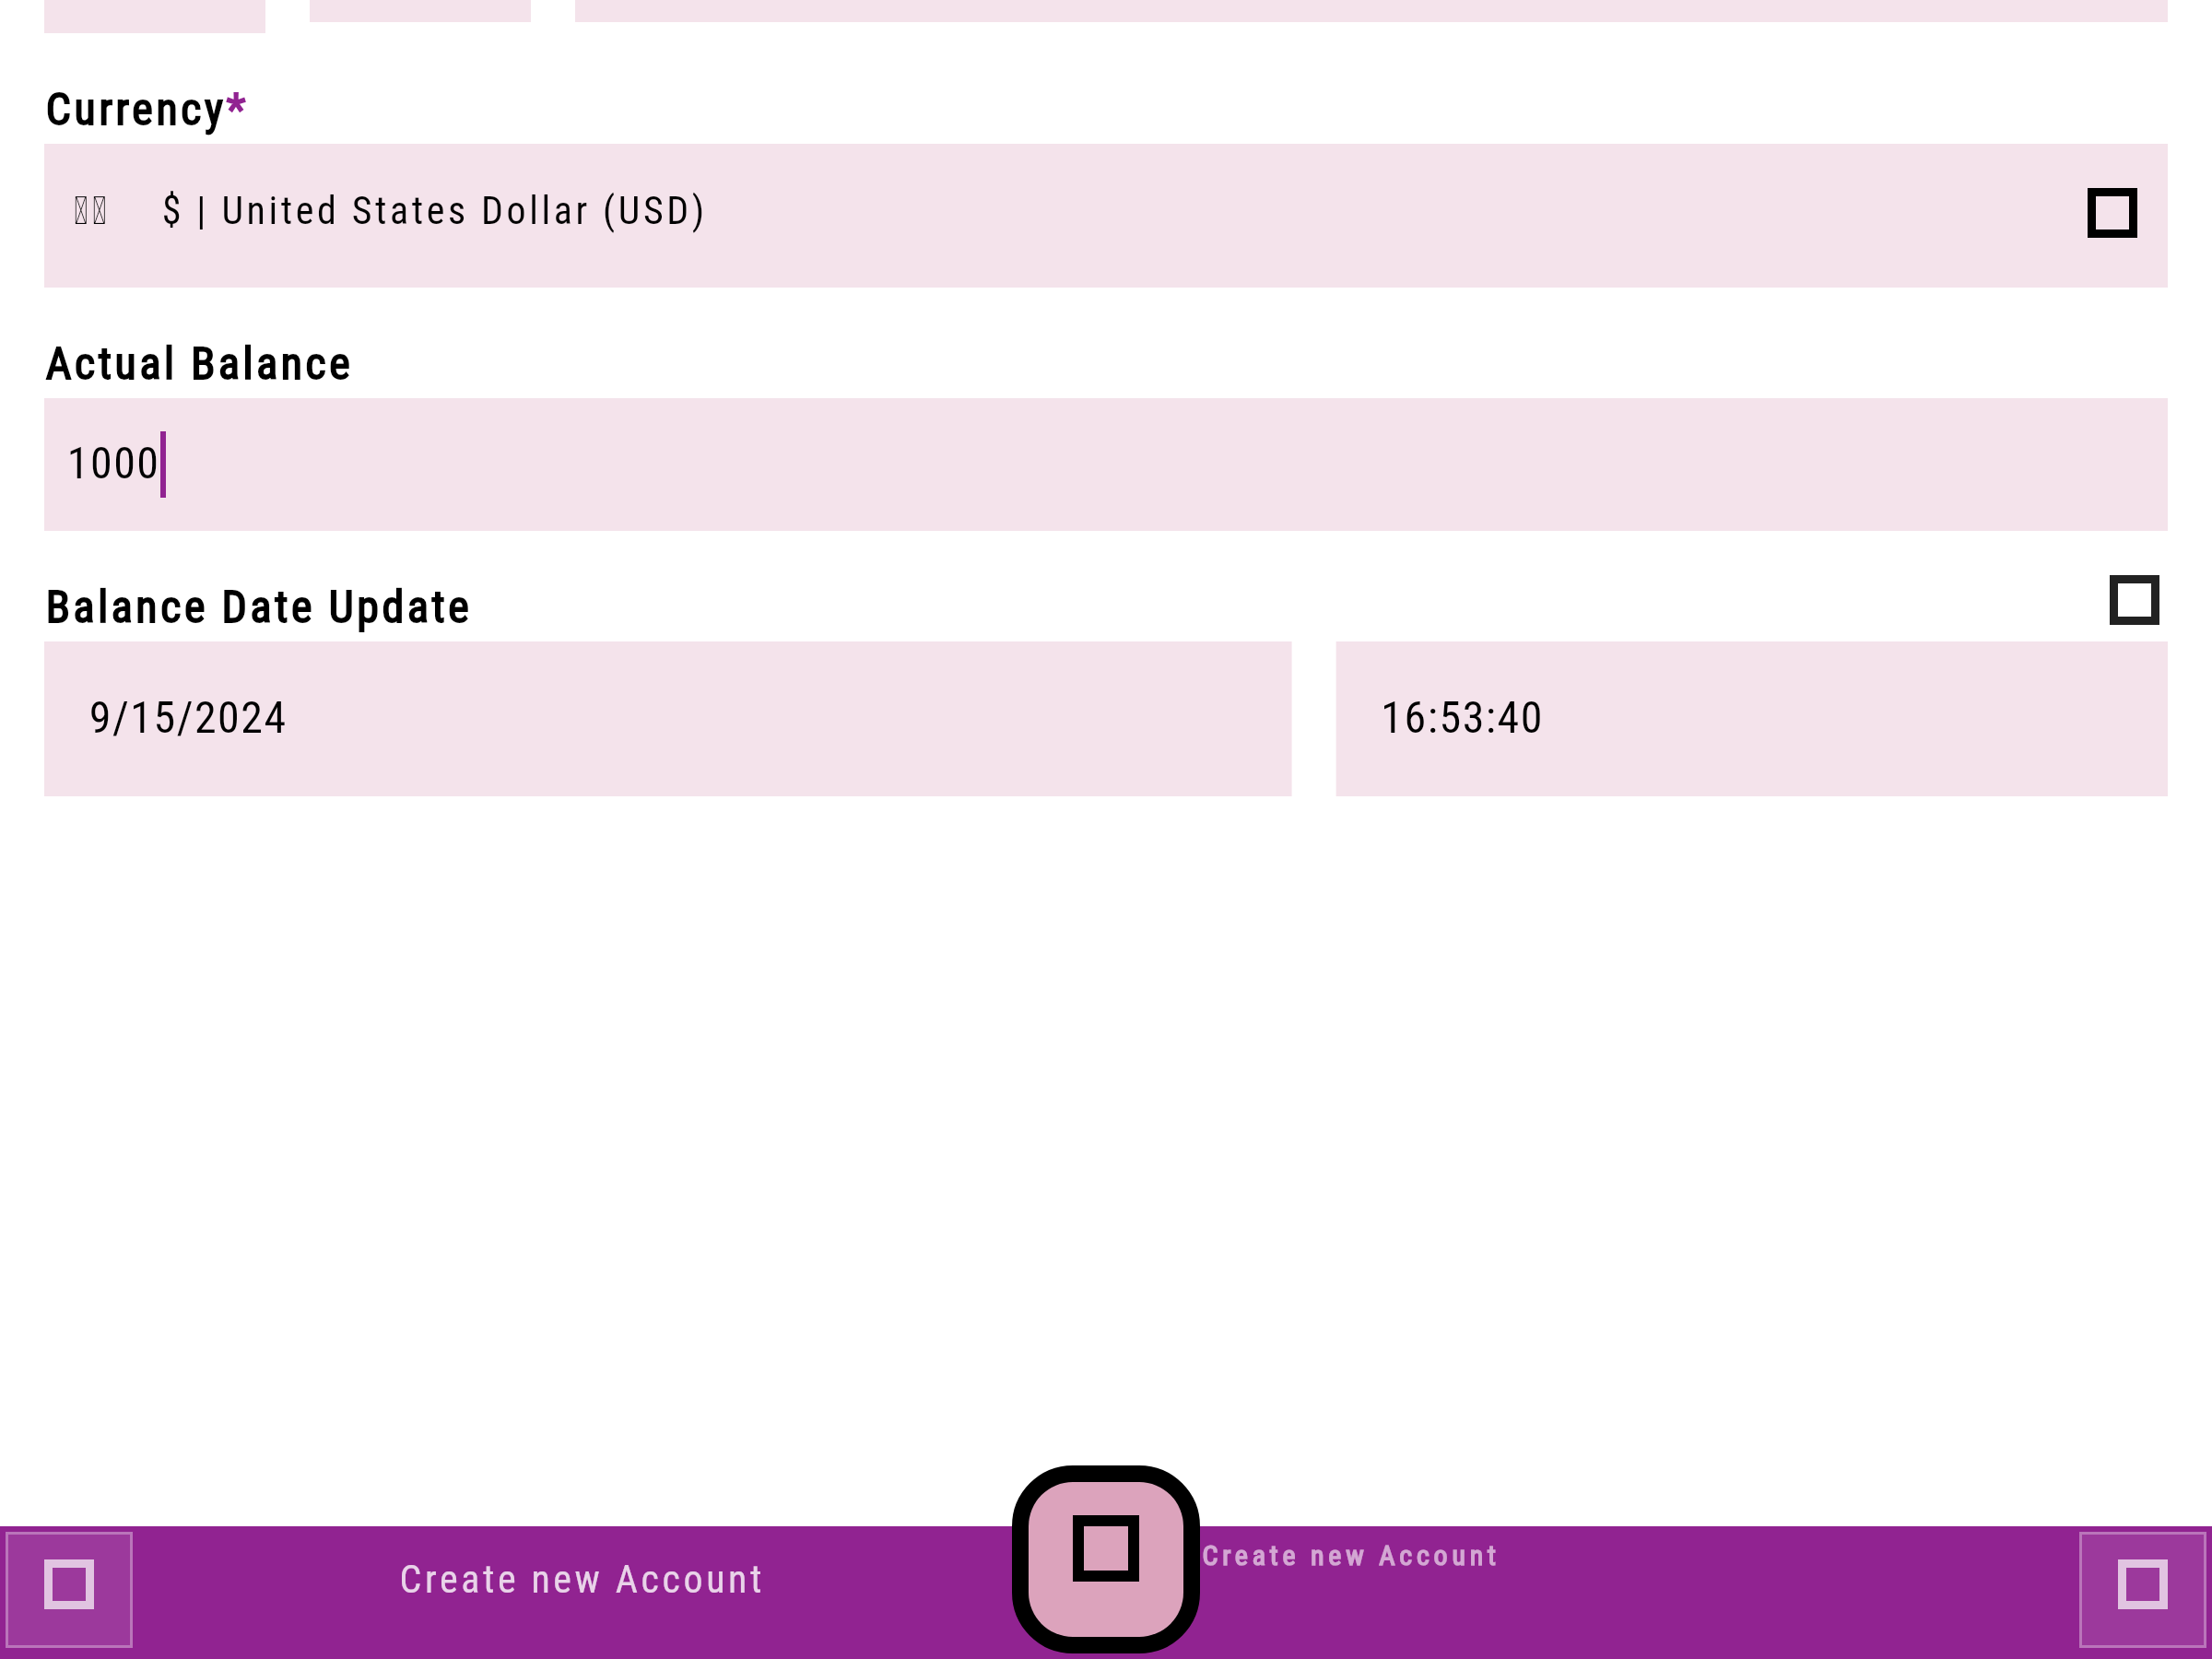 Currency*
$ | United States Dollar (USD)
Actual Balance
1000
Balance Date Update
9/15/2024
16:53:40
Create new Account
Create new Account